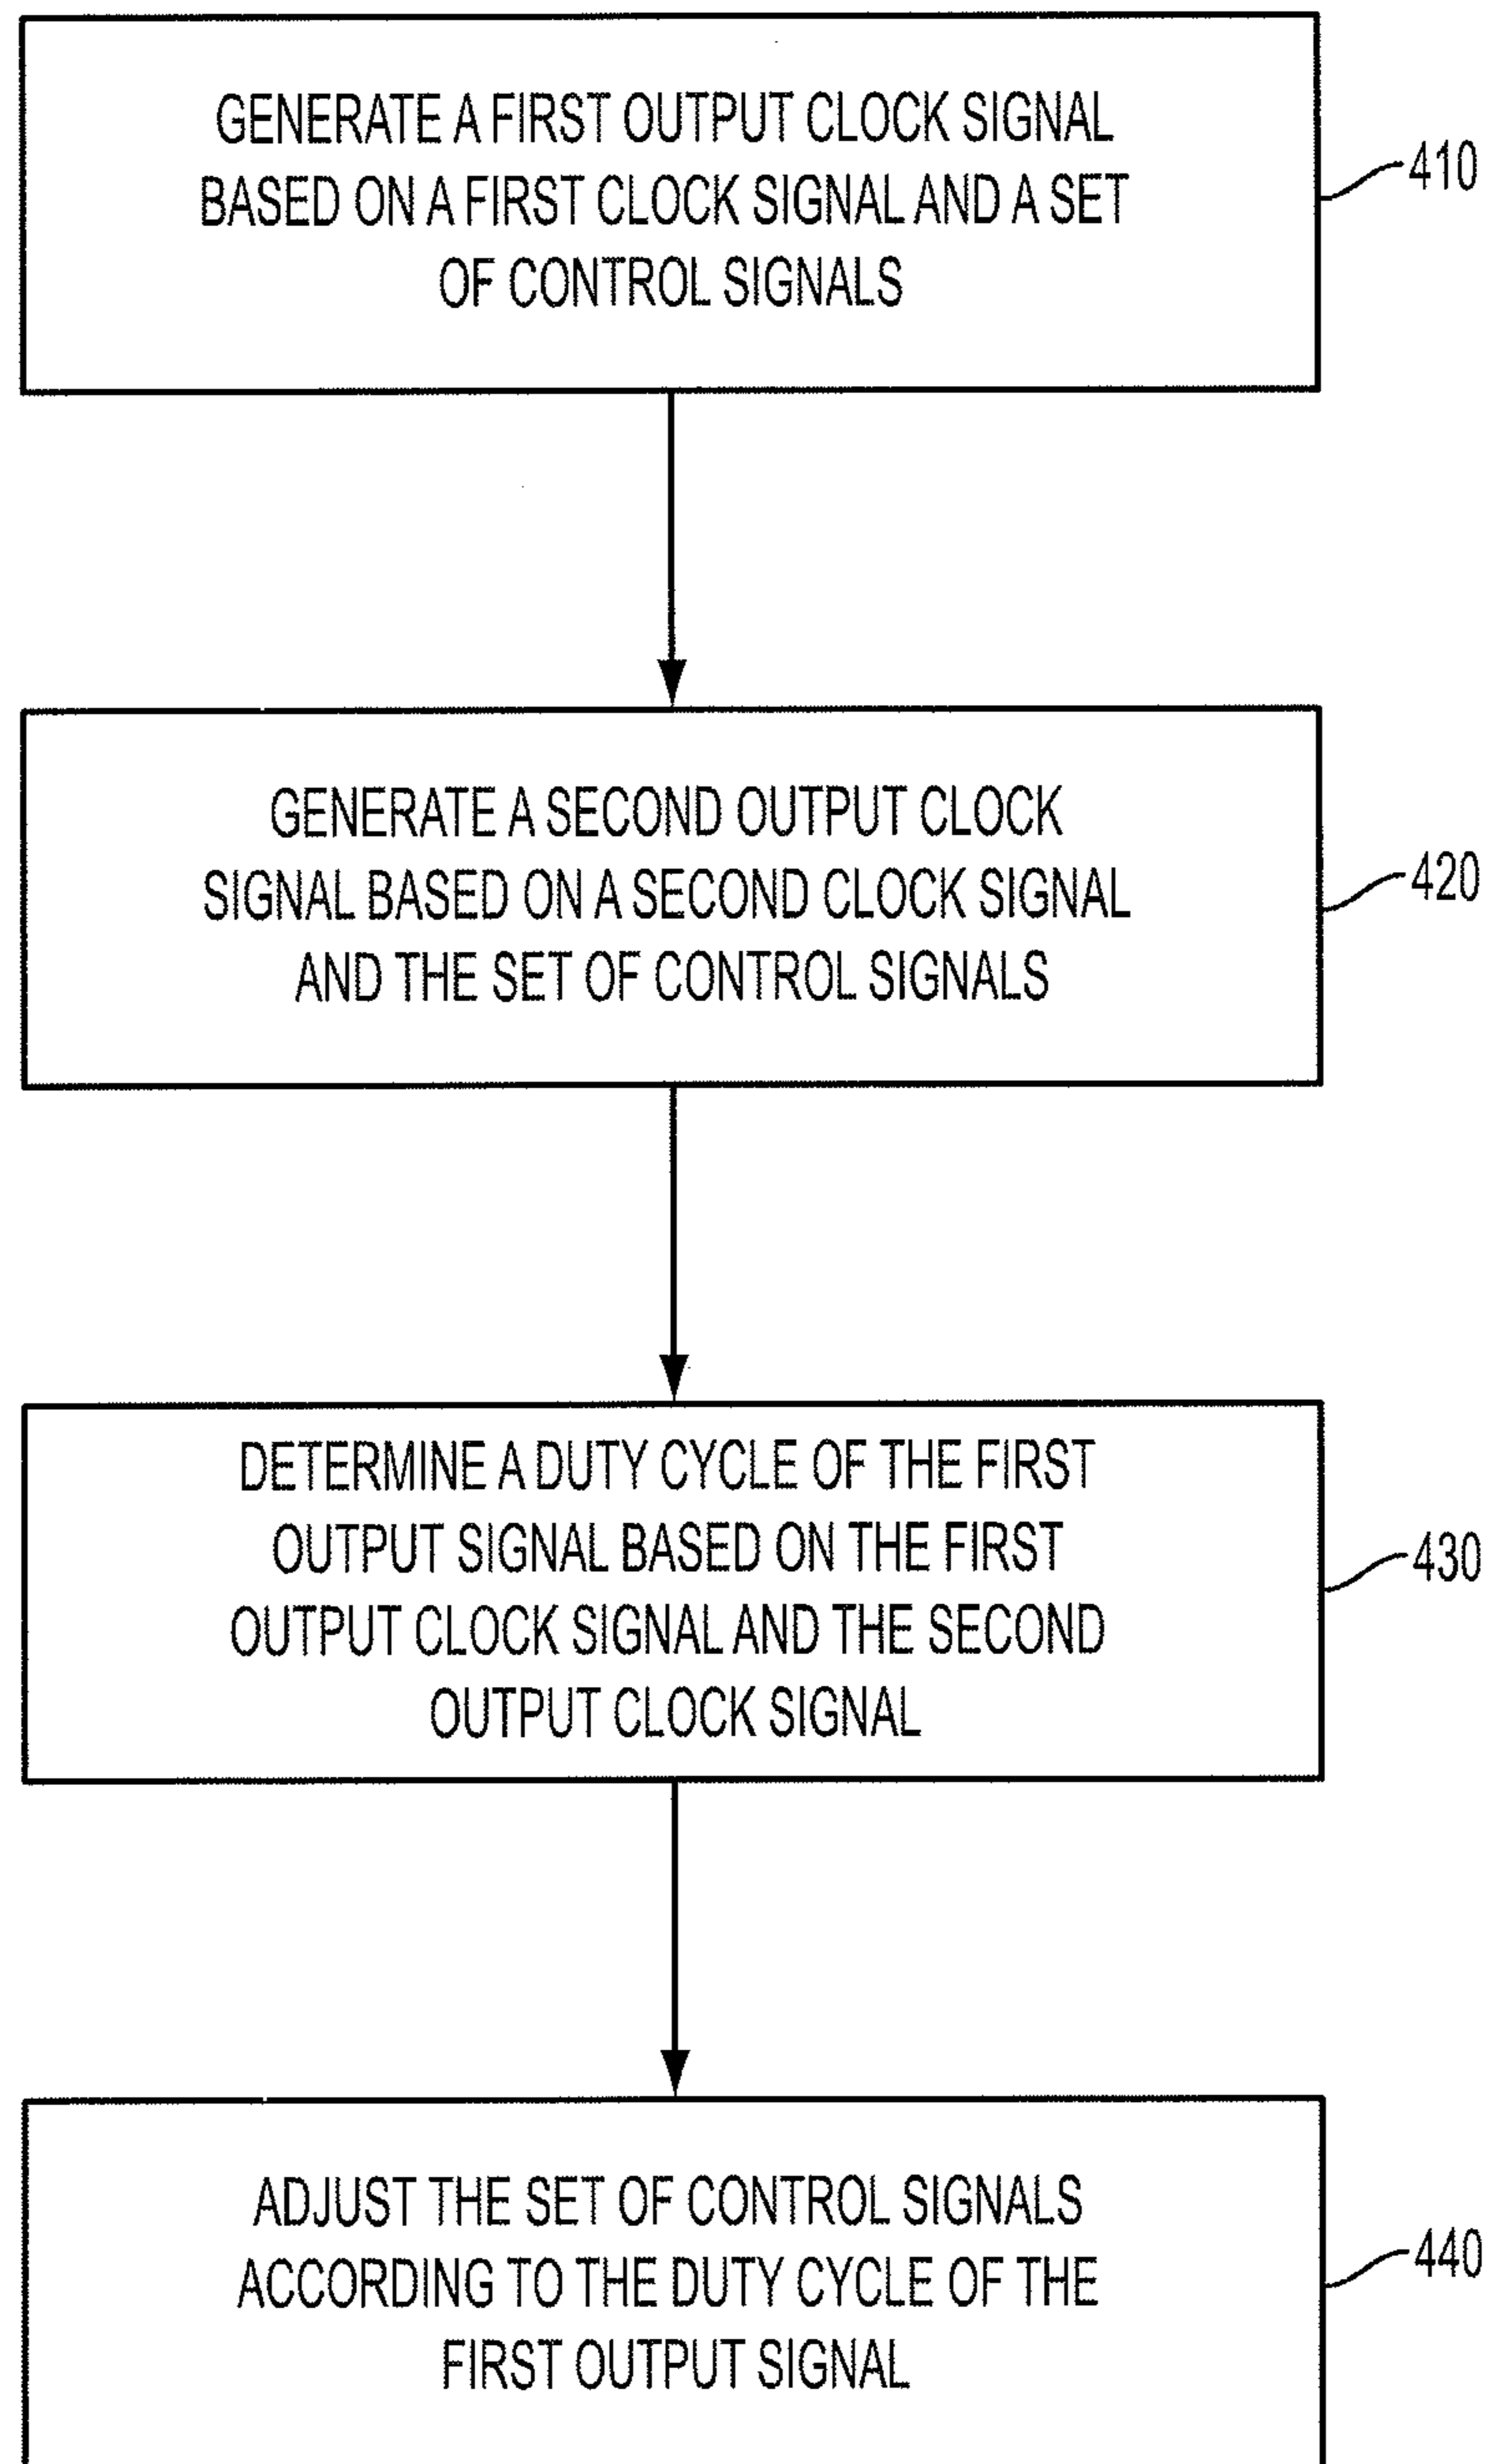 GENERATE A FIRST OUTPUT CLOCK SIGNAL
BASED ON A FIRST CLOCK SIGNAL AND A SET
OF CONTROL SIGNALS
410
GENERATE A SECOND OUTPUT CLOCK
SIGNAL BASED ON A SECOND CLOCK SIGNAL
AND THE SET OF CONTROL SIGNALS
420
DETERMINE A DUTY CYCLE OF THE FIRST
OUTPUT SIGNAL BASED ON THE FIRST
OUTPUT CLOCK SIGNAL AND THE SECOND
OUTPUT CLOCK SIGNAL
430
ADJUST THE SET OF CONTROL SIGNALS
ACCORDING TO THE DUTY CYCLE OF THE
FIRST OUTPUT SIGNAL
440